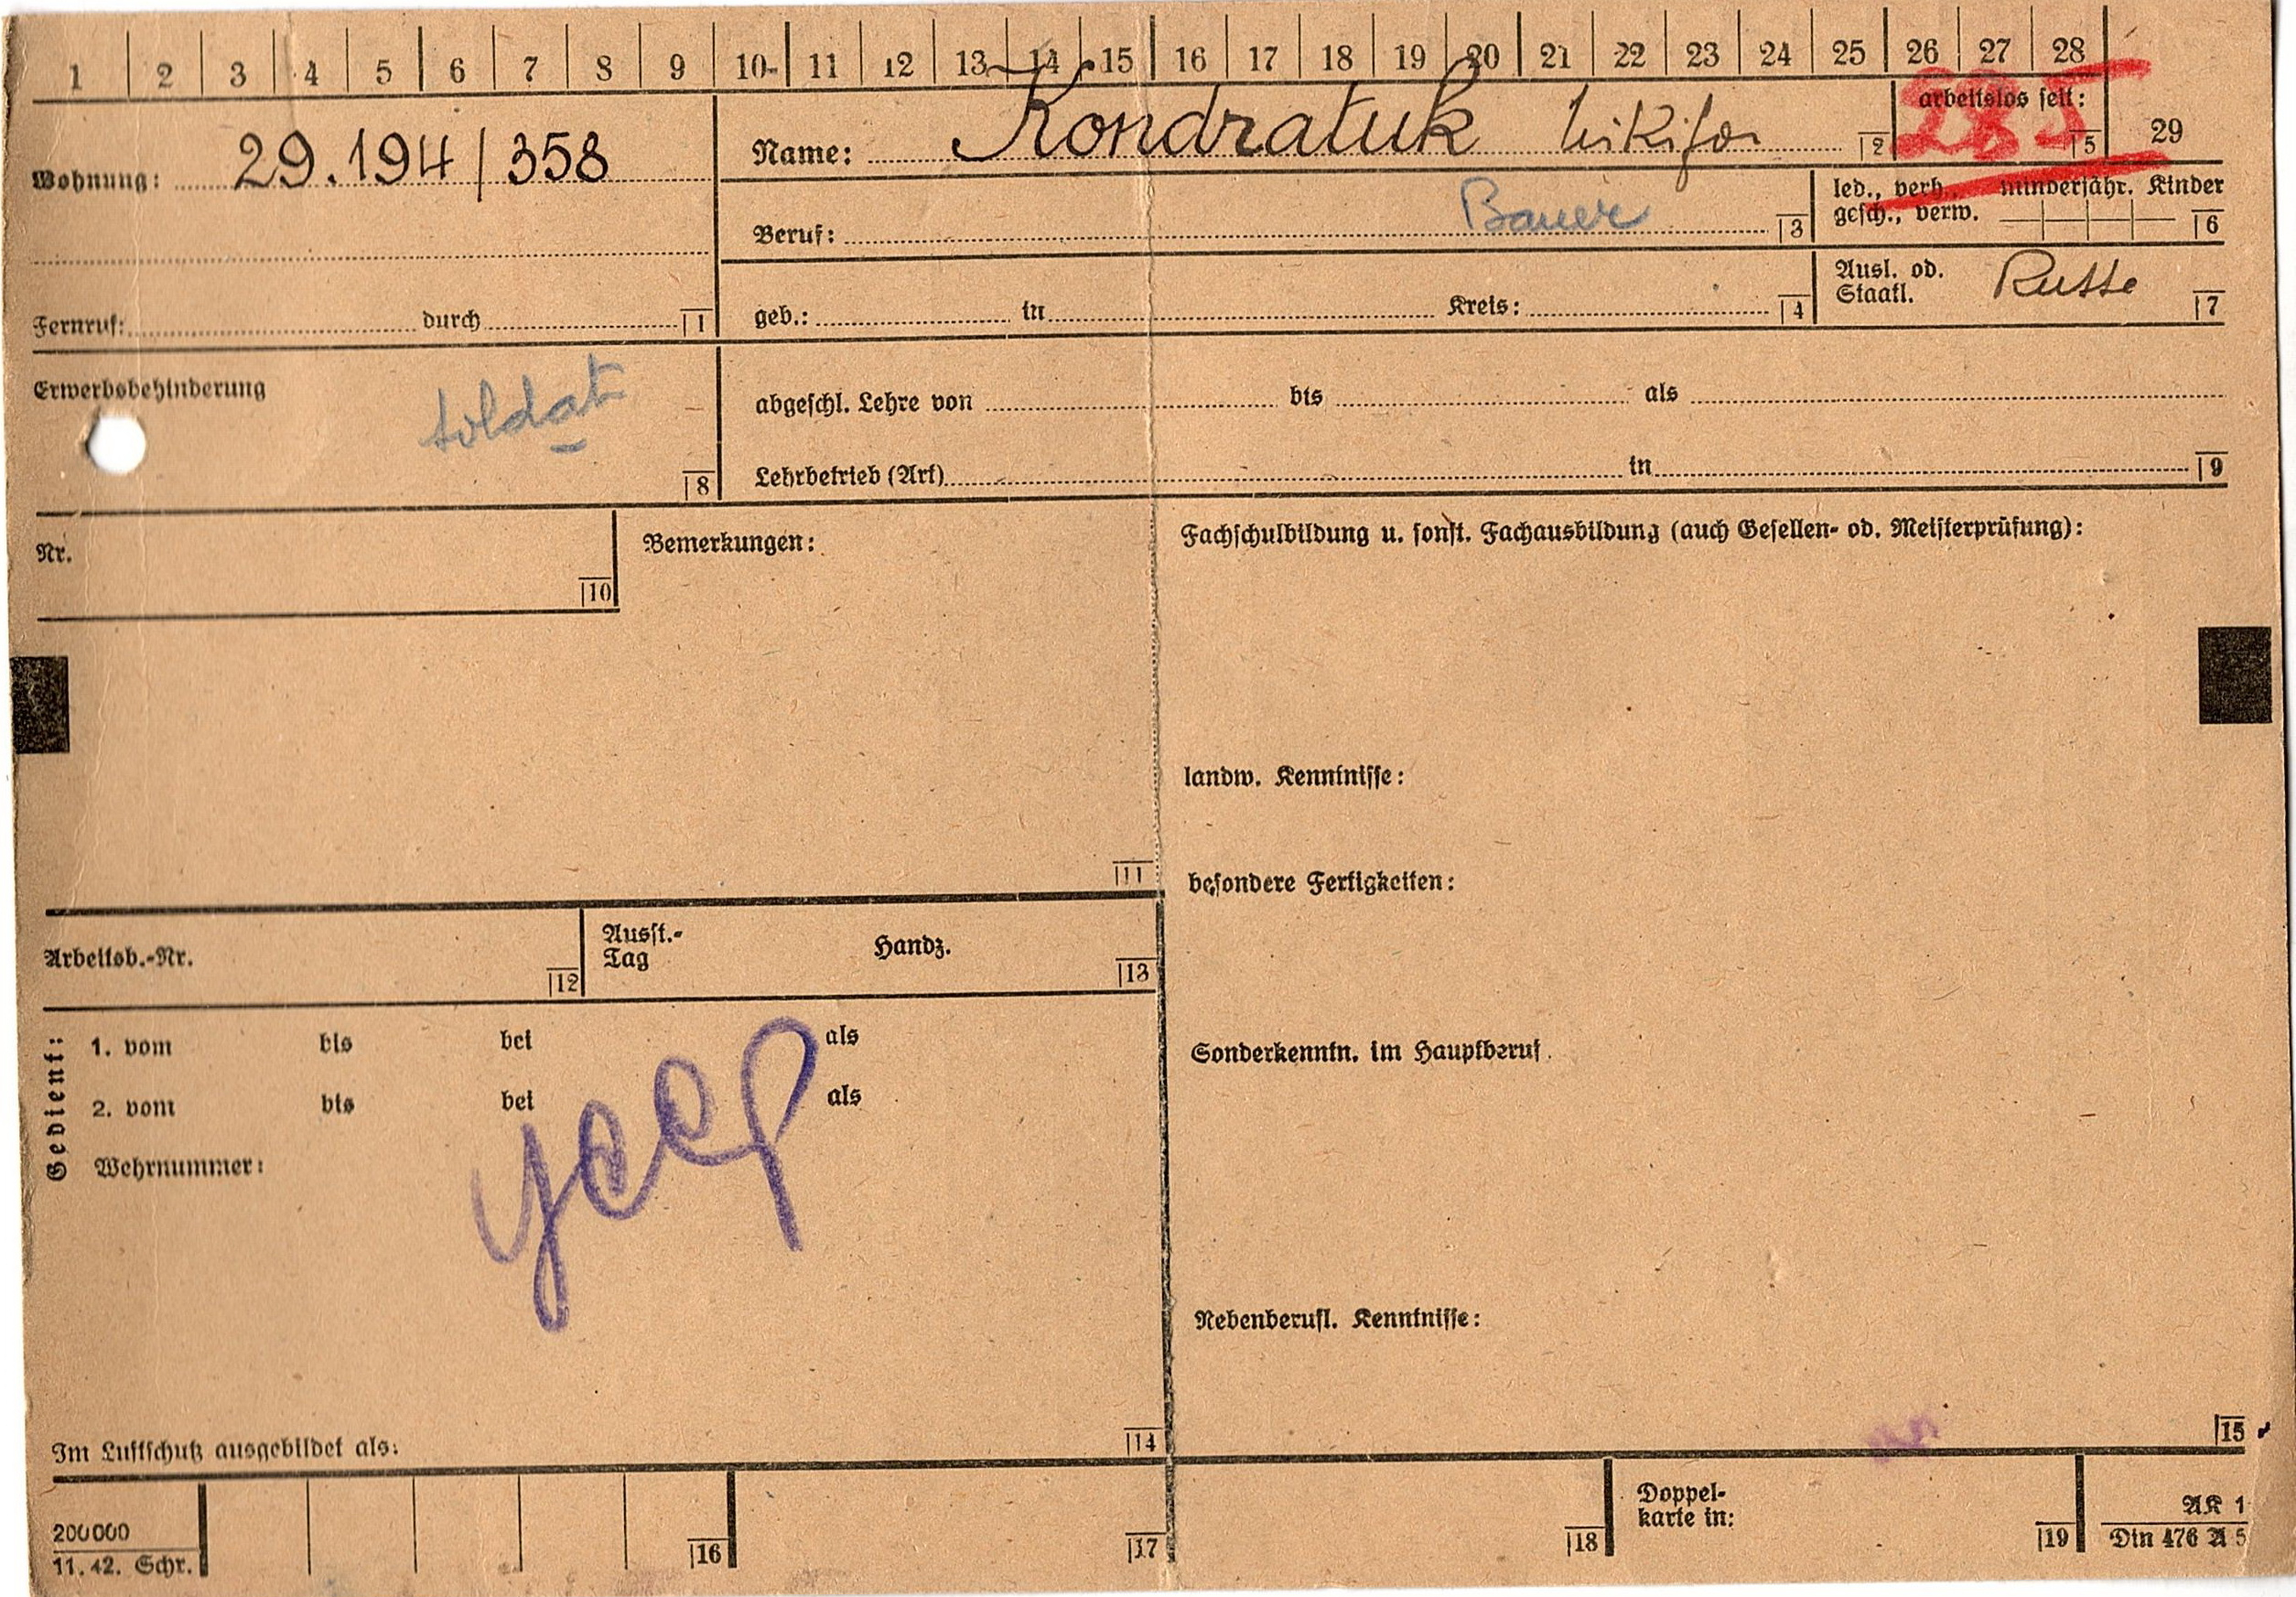 1 2 3 4 5 6 7 8 9 10 11 12 13 14 15 16 17 18 19 20 21 22 23 24 25 26 27 28 29
Wohnung: 29.194/358
Fernruf: durch 1
Name: Kondratuk Nikifor 2
arbeitslos seit: 5
Beruf: Bauer 3
led., verh., minderjähr. Kinder
gesch., verw. 6
geb.: in Kreis: 4
Ausl. od.
Staatl. Russe 7
Erwerbsbehinderung
soldat 8
abgeschl. Lehre von bis als
Lehrbetrieb (Art) in 9
Nr. 10
Bemerkungen:
11
Fachschulbildung u. sonst. Fachausbildung (auch Gesellen- od. Meisterprüfung):
landw. Kenntnisse:
besondere Fertigkeiten:
Sonderkenntn. im Hauptberuf.
Nebenberufl. Kenntnisse:
15
Arbeitsb.-Nr. 12
Ausst.-
Tag Handz. 13
Gedient:
1. vom bis bei als
2. vom bis bei als
Wehrnummer:
УССР
Im Luftschutz ausgebildet als: 14
200000
11. 42. Schr.
16 17 18
Doppel-
karte in: 19
AK 1
Din 476 A 5